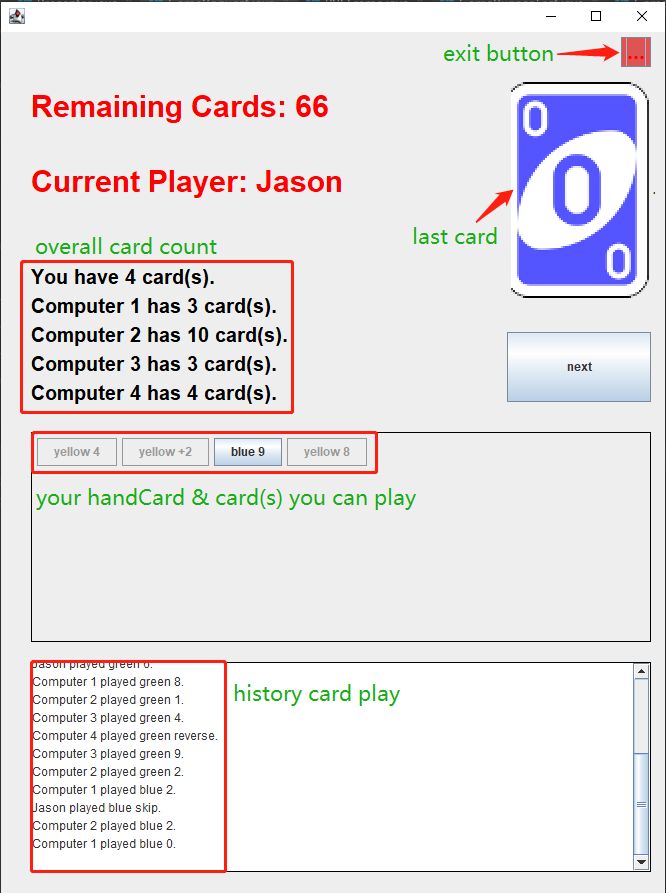 exit button
...
Remaining Cards: 66
0
0
0
Current Player: Jason
last card
overall card count
You have 4 card(s).
Computer 1 has 3 card(s).
Computer 2 has 10 card(s).
Computer 3 has 3 card(s).
Computer 4 has 4 card(s).
next
yellow 4 yellow +2 blue 9 yellow 8
your handCard & card(s) you can play
Jason played green 0.
Computer 1 played green 8.
history card play
Computer 2 played green 1.
Computer 3 played green 4.
Computer 4 played green reverse.
Computer 3 played green 9.
Computer 2 played green 2.
Computer 1 played blue 2.
Jason played blue skip.
Computer 2 played blue 2.
Computer 1 played blue 0.